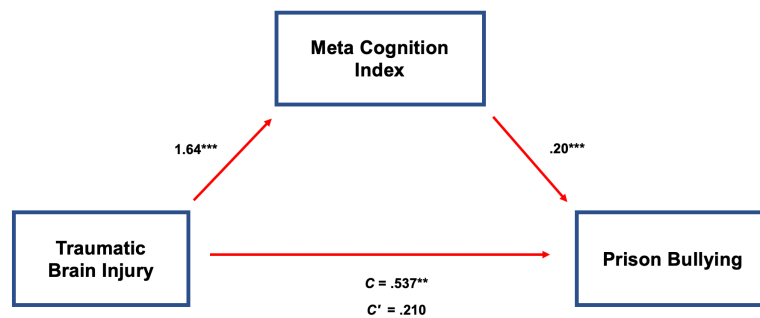 Meta Cognition
Index
1.64***
.20***
Traumatic
Brain Injury
Prison Bullying
C = .537**
C' = .210